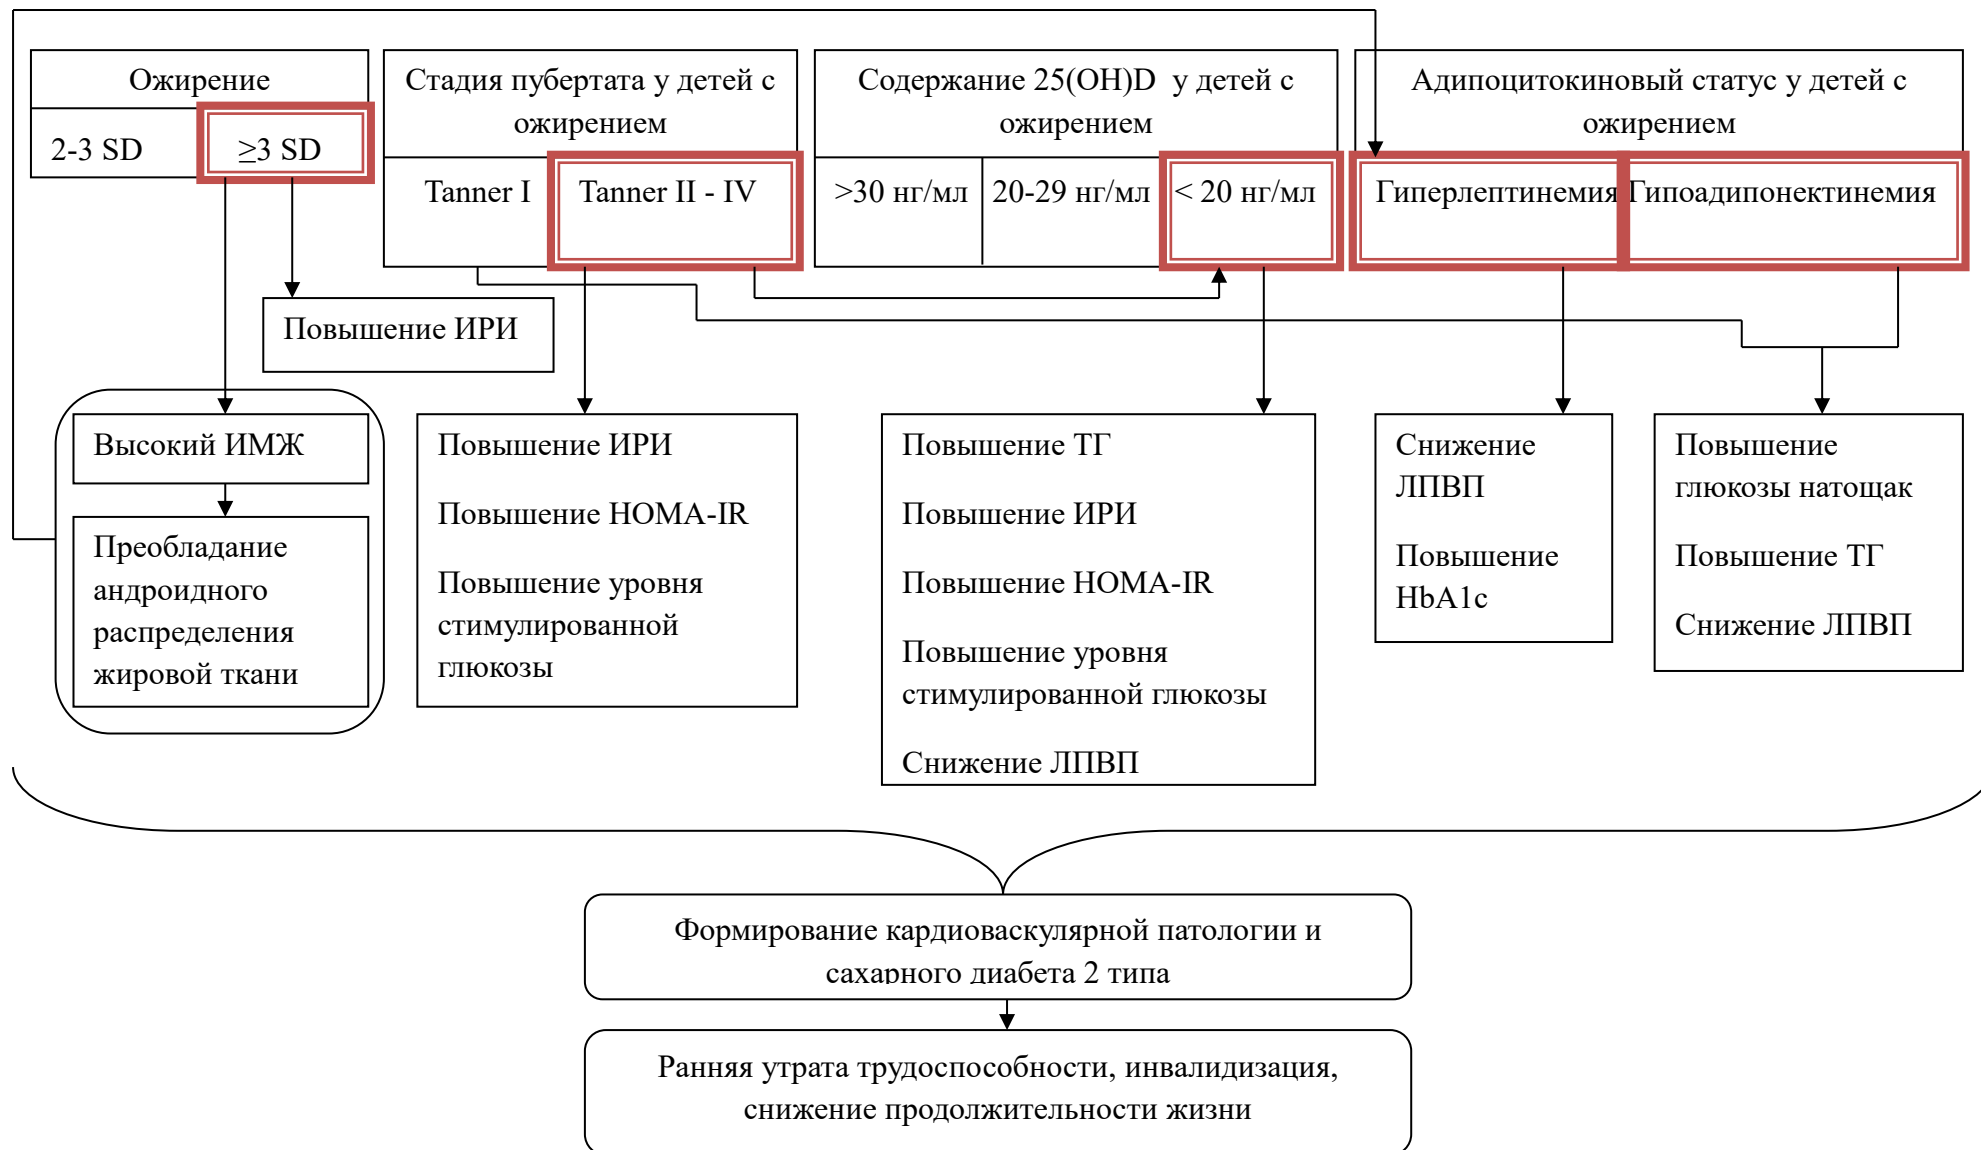 Ожирение
2-3 SD
≥3 SD
Стадия пубертата у детей с
ожирением
Tanner I
Tanner II - IV
Содержание 25(OH)D у детей с
ожирением
>30 нг/мл
20-29 нг/мл
< 20 нг/мл
Адипоцитокиновый статус у детей с
ожирением
Гиперлептинемия
Гипоадипонектинемия
Повышение ИРИ
Высокий ИМЖ
Преобладание
андроидного
распределения
жировой ткани
Повышение ИРИ
Повышение HOMA-IR
Повышение уровня
стимулированной
глюкозы
Повышение ТГ
Повышение ИРИ
Повышение HOMA-IR
Повышение уровня
стимулированной глюкозы
Снижение ЛПВП
Снижение
ЛПВП
Повышение
HbA1c
Повышение
глюкозы натощак
Повышение ТГ
Снижение ЛПВП
Формирование кардиоваскулярной патологии и
сахарного диабета 2 типа
Ранняя утрата трудоспособности, инвалидизация,
снижение продолжительности жизни